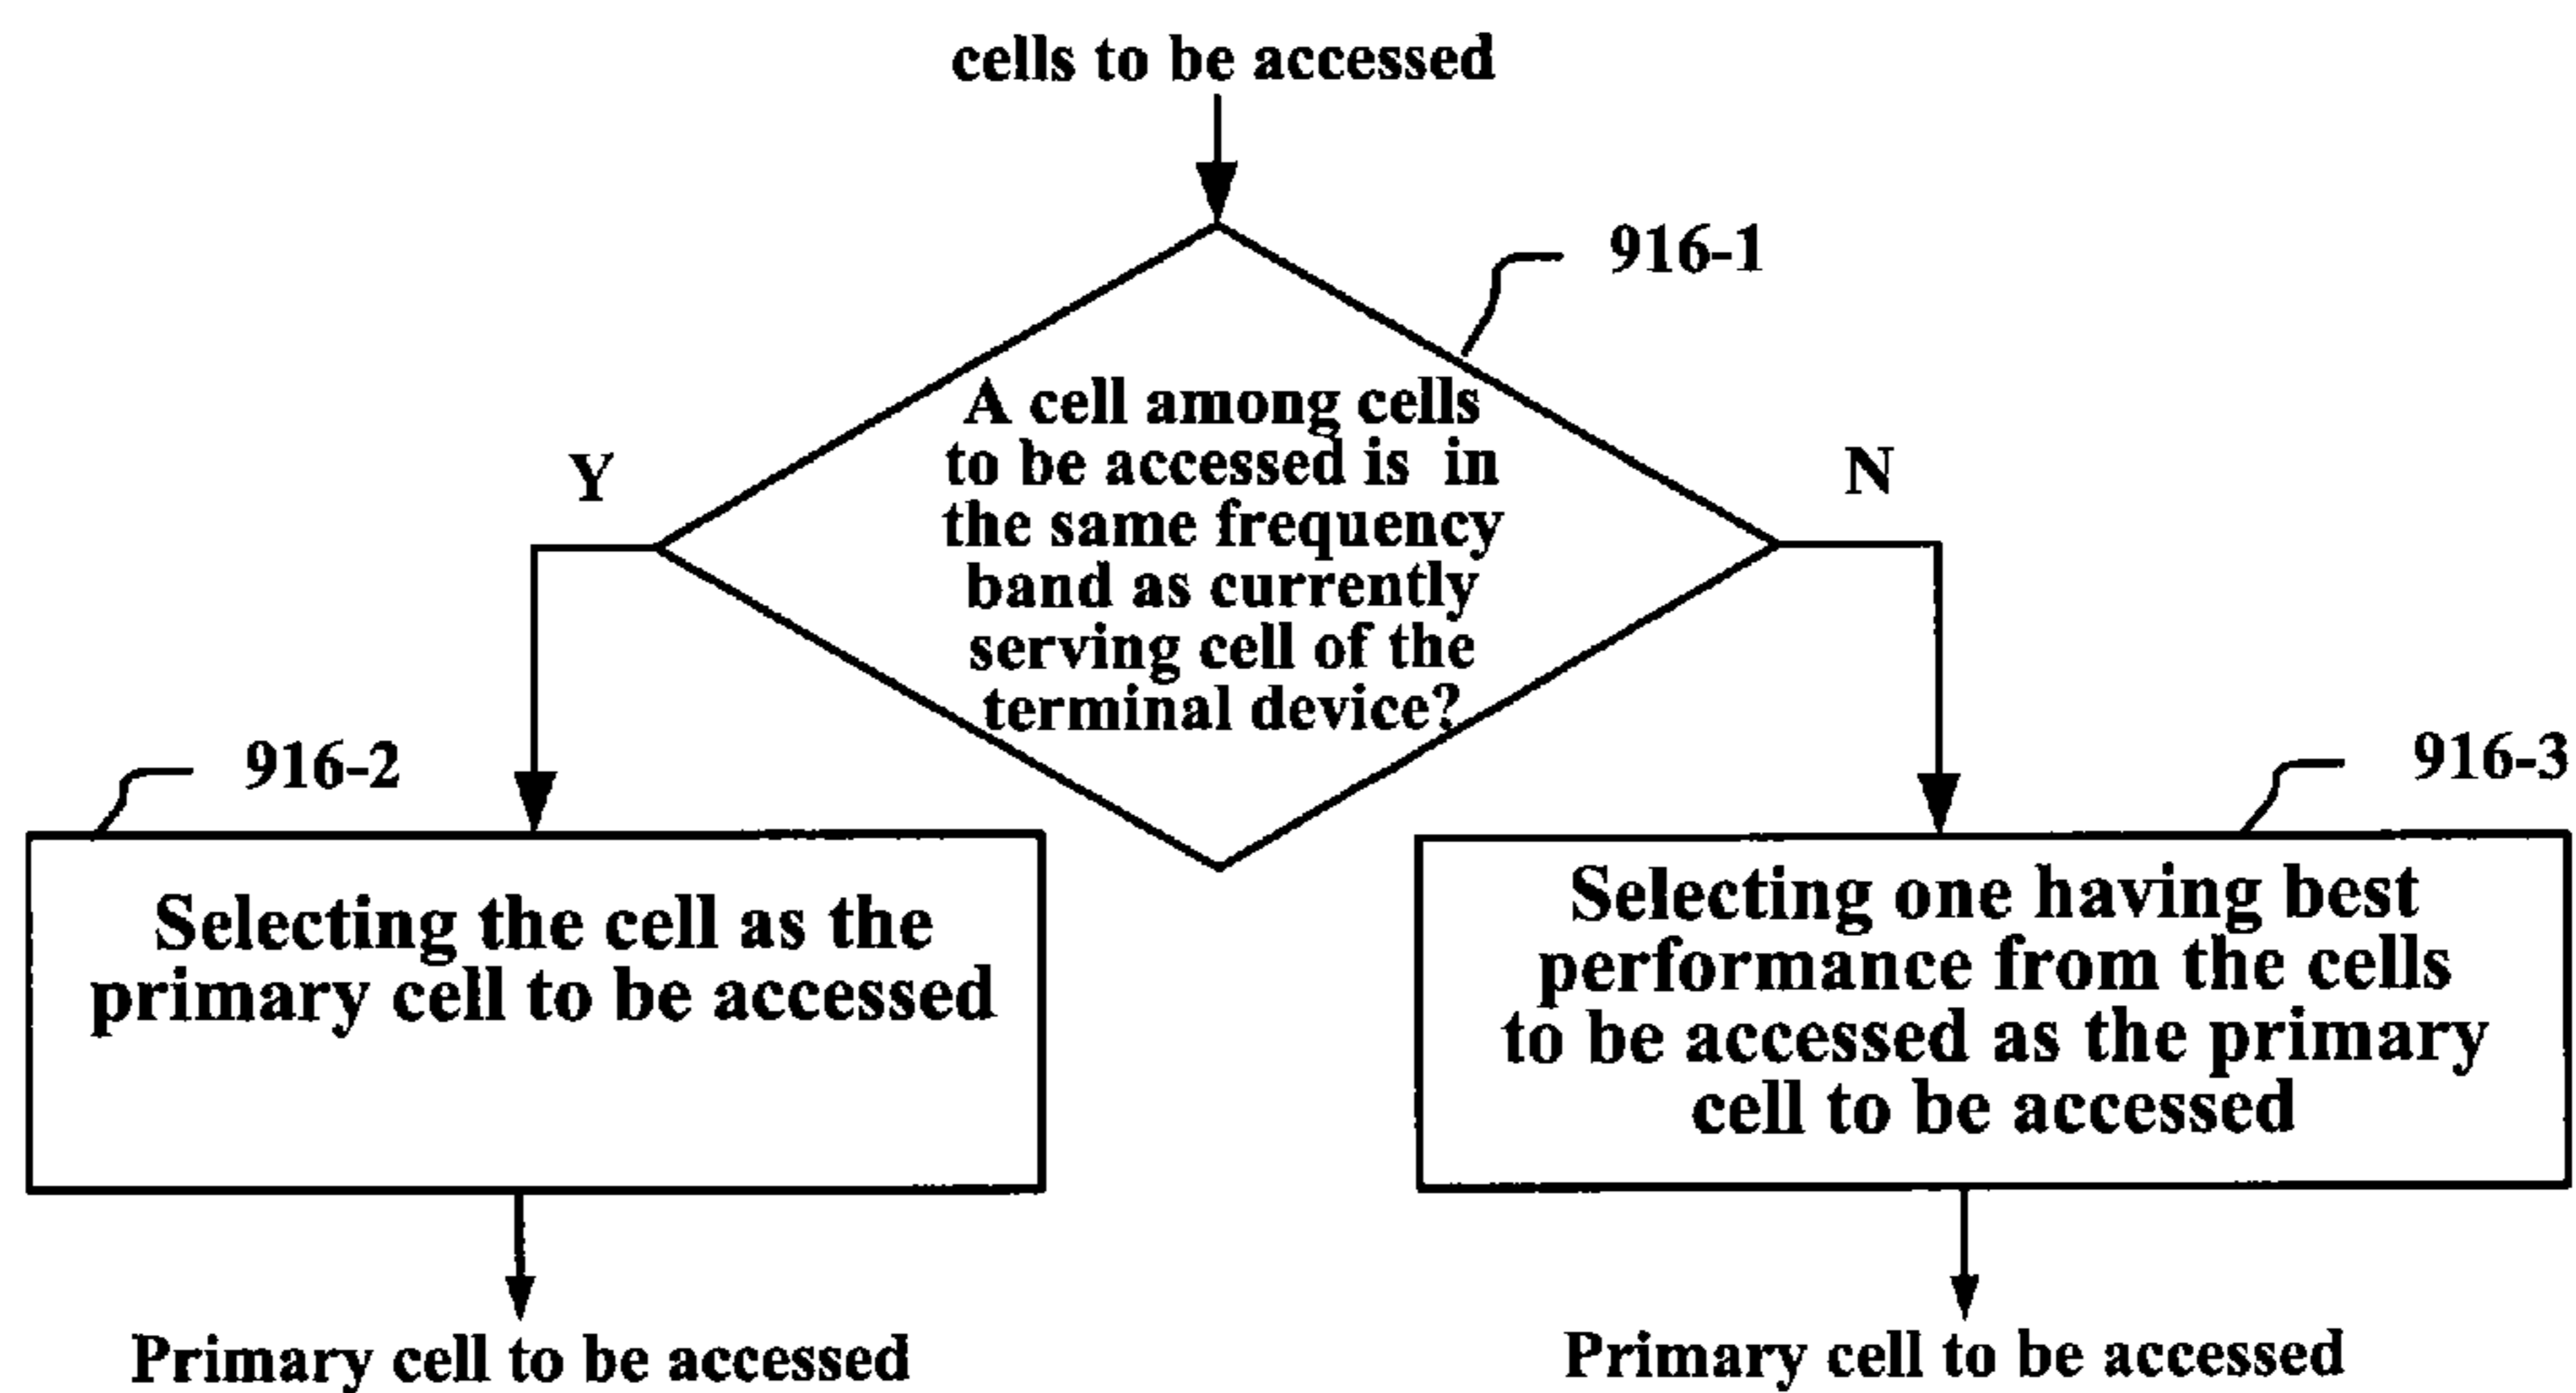 cells to be accessed
916-1
A cell among cells
to be accessed is in
the same frequency
band as currently
serving cell of the
terminal device?
Y
N
916-2
916-3
Selecting the cell as the
primary cell to be accessed
Selecting one having best
performance from the cells
to be accessed as the primary
cell to be accessed
Primary cell to be accessed
Primary cell to be accessed